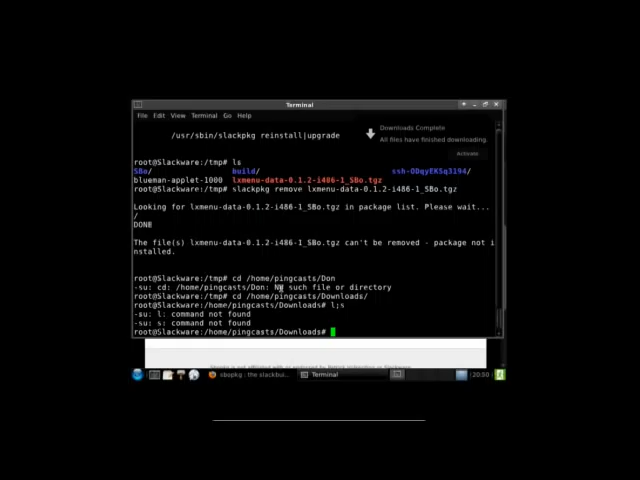 Terminal
File Edit View Terminal Go Help
/usr/sbin/slackpkg reinstall|upgrade
Downloads Complete
All files have finished downloading.
Activate
root@Slackware:/tmp# ls
SBo/ build/ ssh-ODqyEKSq3194/
blueman-applet-1000 lxmenu-data-0.1.2-i486-1_SBo.tgz
root@Slackware:/tmp# slackpkg remove lxmenu-data-0.1.2-i486-1_SBo.tgz
Looking for lxmenu-data-0.1.2-i486-1_SBo.tgz in package list. Please wait...
/
DONE
The file(s) lxmenu-data-0.1.2-i486-1_SBo.tgz can't be removed - package not i
nstalled.
root@Slackware:/tmp# cd /home/pingcasts/Don
-su: cd: /home/pingcasts/Don: No such file or directory
root@Slackware:/tmp# cd /home/pingcasts/Downloads/
root@Slackware:/home/pingcasts/Downloads# l;s
-su: l: command not found
-su: s: command not found
root@Slackware:/home/pingcasts/Downloads#
sbopkg : the slackbui...
Terminal
20:50